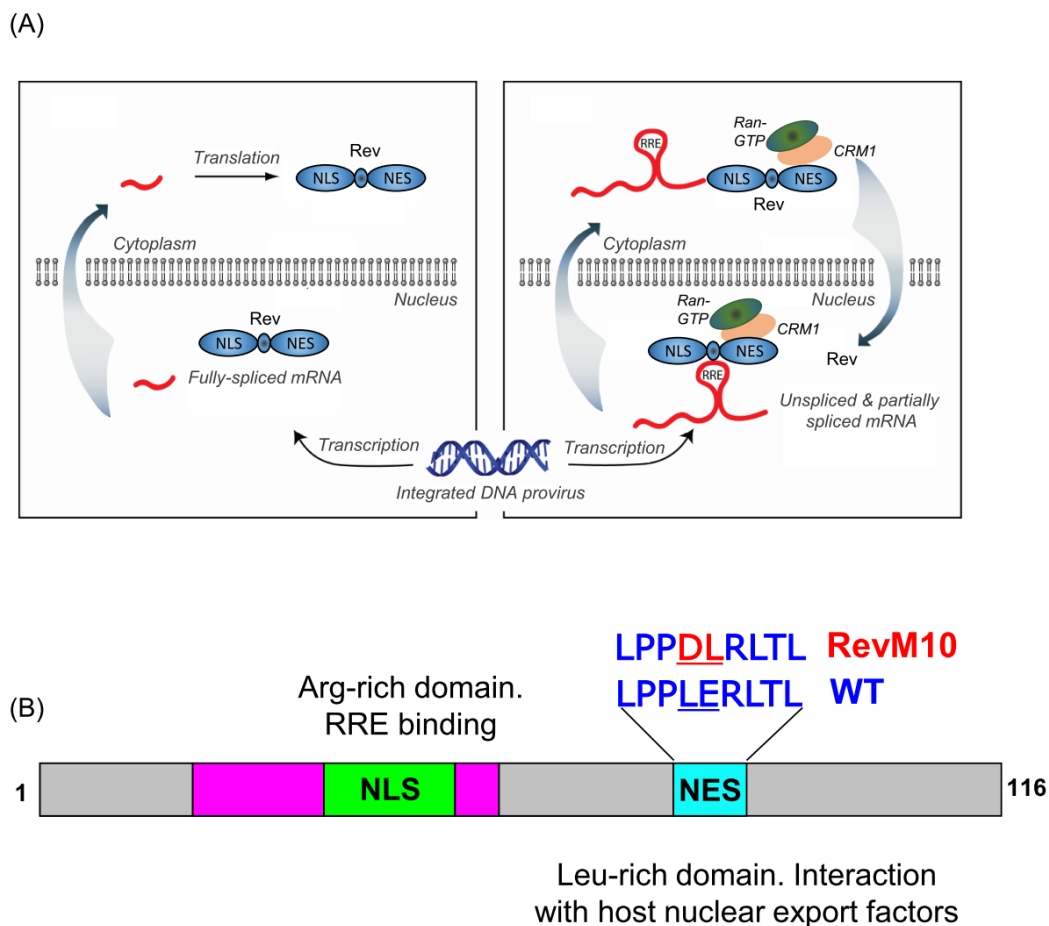 (A)
Translation
Rev
NLS
NES
Cytoplasm
Nucleus
Rev
NLS
NES
Fully-spliced mRNA
Transcription
RRE
Ran-
GTP
CRM1
NLS
NES
Rev
Cytoplasm
Nucleus
Ran-
GTP
CRM1
NLS
NES
RRE
Rev
Unspliced & partially
spliced mRNA
Transcription
Integrated DNA provirus
LPPDLRLTL RevM10
LPPLERLTL WT
(B)
Arg-rich domain.
RRE binding
1
NLS
NES
116
Leu-rich domain. Interaction
with host nuclear export factors